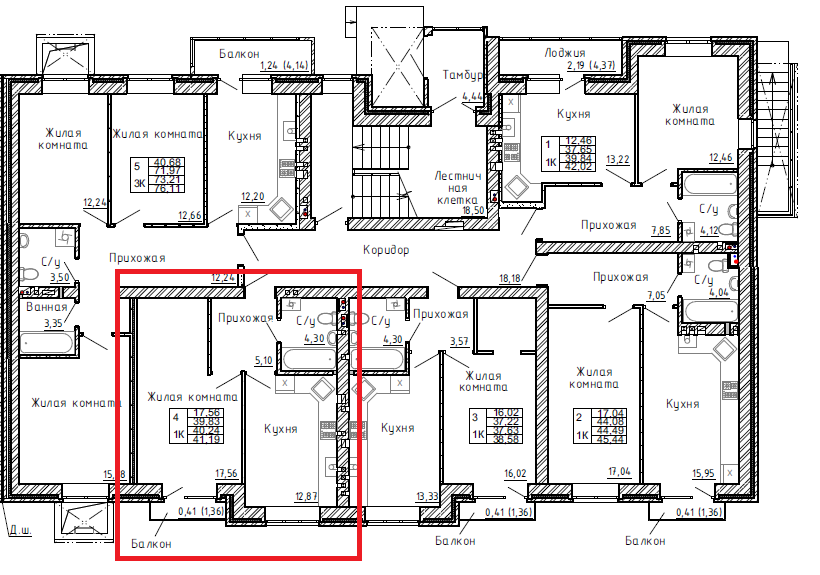 Балкон
1,24 (4,14)
Лоджия
2,19 (4,37)
Тамбур
4,44
Жилая
комната
12,24
Жилая комната
12,66
5
3К
40,68
71,97
73,21
76,11
Кухня
12,20
Лестнич
ная
клетка
18,50
Кухня
13,22
1
1К
12,46
37,65
39,84
42,02
Жилая
комната
12,46
С/у
4,12
Прихожая
7,85
С/у
3,50
Прихожая
12,24
Коридор
18,18
Прихожая
7,05
С/у
4,04
Ванная
3,35
Прихожая
5,10
С/у
4,30
С/у
4,30
Прихожая
3,57
Жилая комната
Жилая комната
17,56
4
1К
17,56
39,83
40,24
41,19
Кухня
12,87
Кухня
13,33
Жилая
комната
16,02
3
1К
16,02
37,22
37,63
38,58
Жилая
комната
17,04
2
1К
17,04
44,08
44,49
45,44
Кухня
15,95
0,41 (1,36)
0,41 (1,36)
0,41 (1,36)
Д.ш.
Балкон
Балкон
Балкон